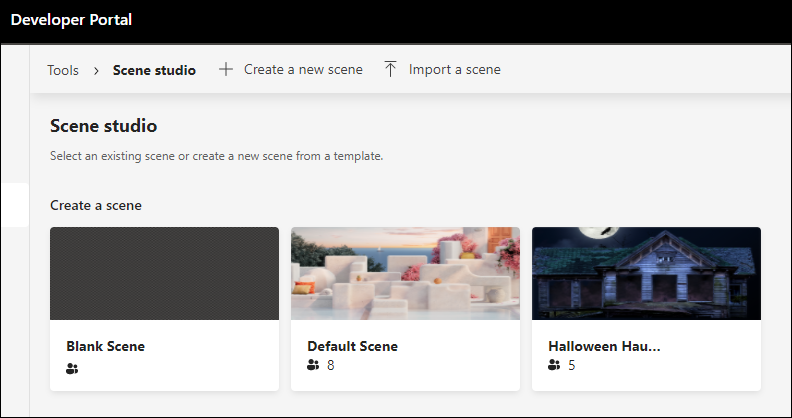 Developer Portal
Tools > Scene studio + Create a new scene Import a scene
Scene studio
Select an existing scene or create a new scene from a template.
Create a scene
Blank Scene
Default Scene
8
Halloween Hau...
5